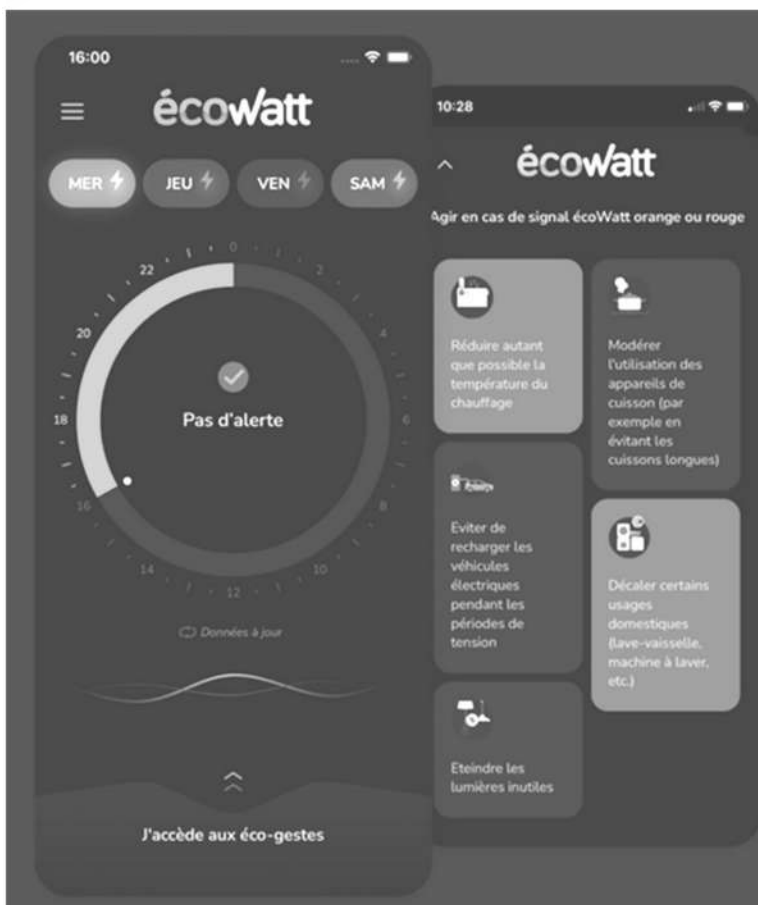 16:00
écowatt
MER
JEU
VEN
SAM
0
2
4
6
8
10
12
14
16
18
20
22
Pas d'alerte
Données à jour
J'accède aux éco-gestes
10:28
écowatt
Agir en cas de signal écoWatt orange ou rouge
Réduire autant
que possible la
température du
chauffage
Modérer
l'utilisation des
appareils de
cuisson (par
exemple en
évitant les
cuissons longues)
Eviter de
recharger les
véhicules
électriques
pendant les
périodes de
tension
Décaler certains
usages
domestiques
(lave-vaisselle,
machine à laver,
etc.)
Eteindre les
lumières inutiles